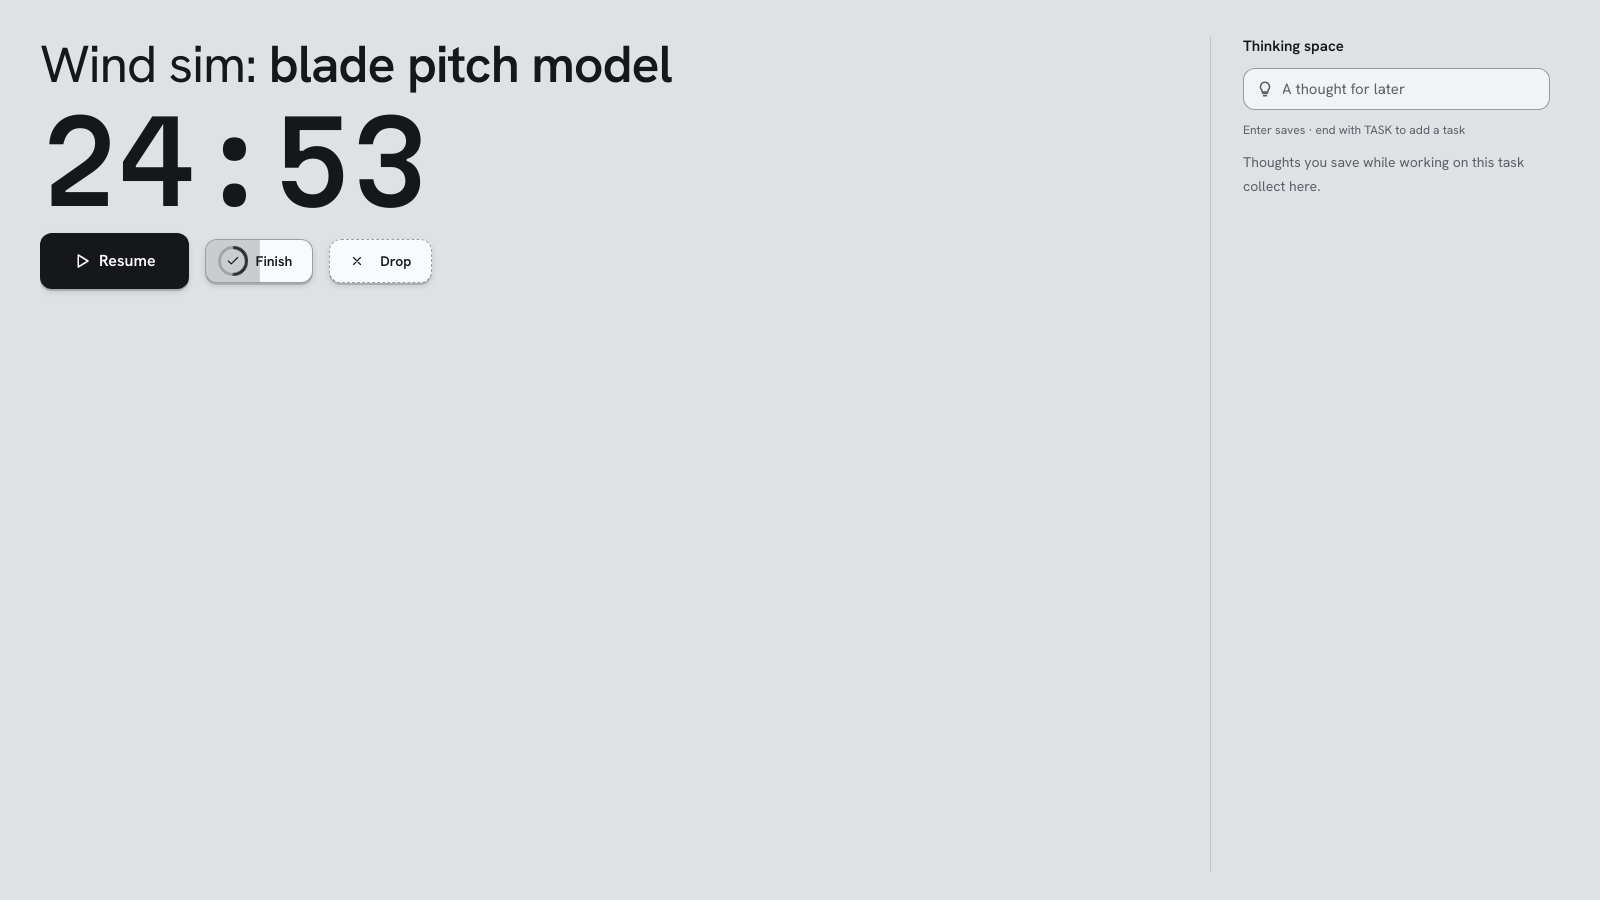 Wind sim: blade pitch model
24:53
Resume
Finish
Drop
Thinking space
A thought for later
Enter saves · end with TASK to add a task
Thoughts you save while working on this task
collect here.